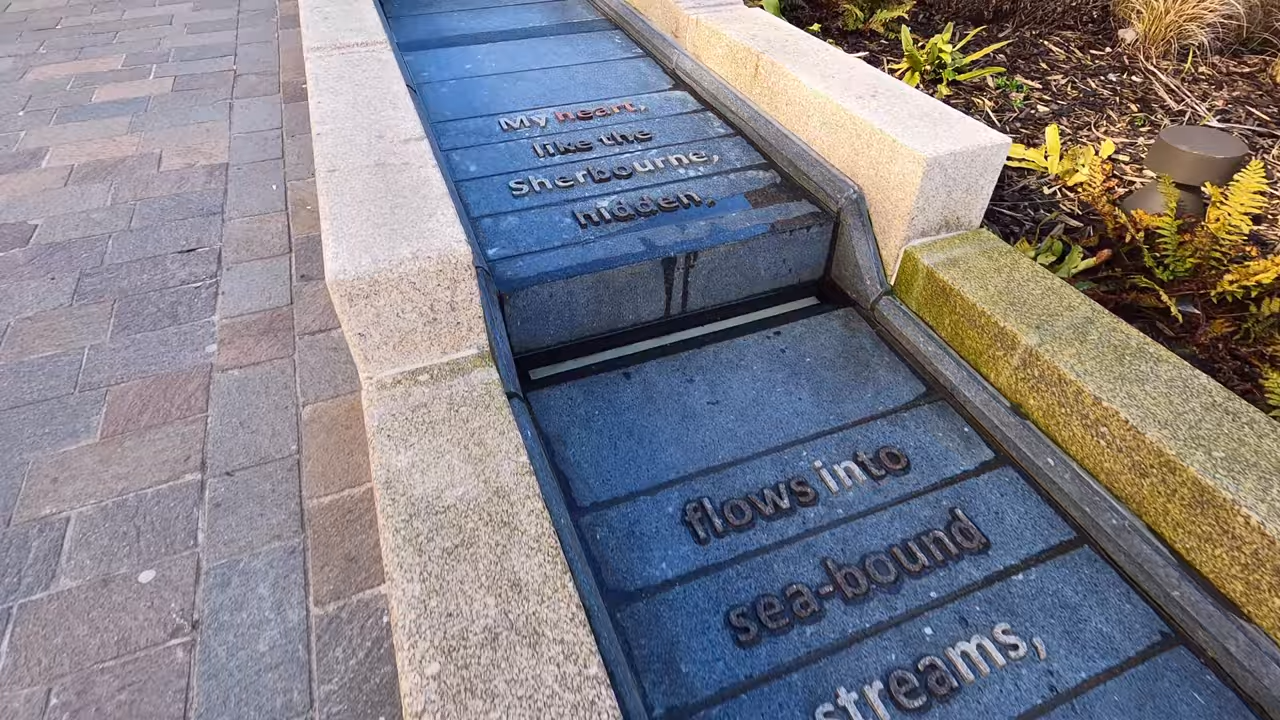 My heart,
like the
Sherbourne,
hidden,
flows into
sea-bound
streams,